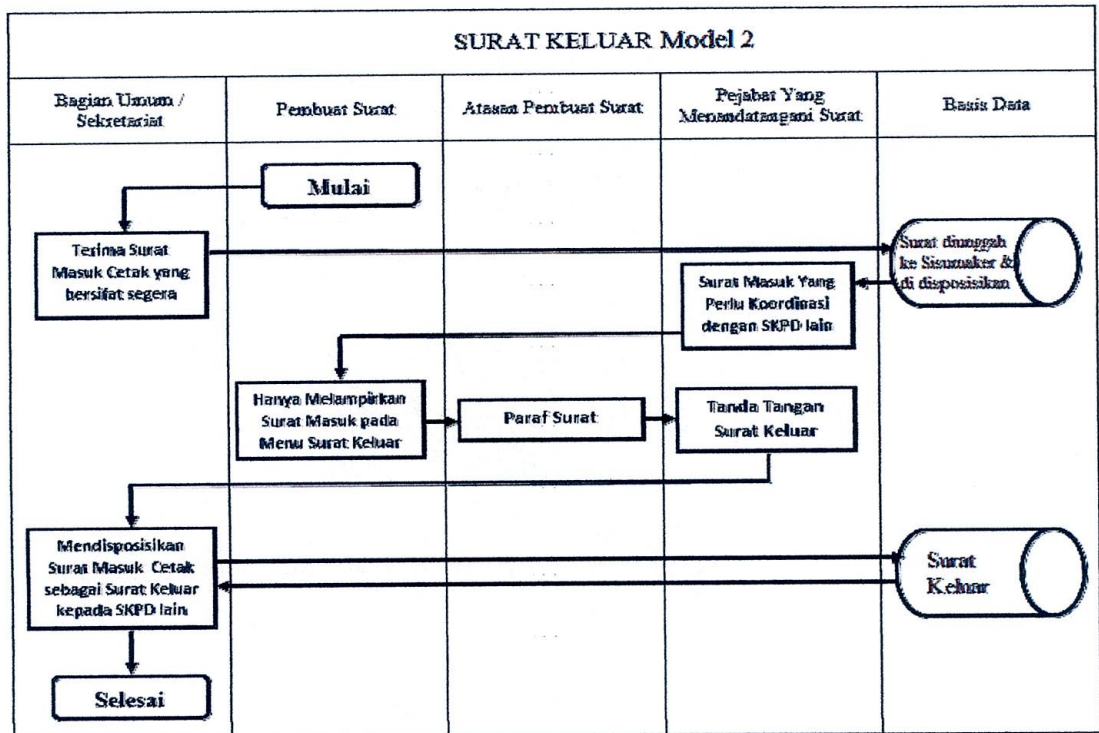 SURAT KELUAR Model 2
Bagian Umum /
Sekretariat
Pembuat Surat
Atasan Pembuat Surat
Pejabat Yang
Menandatangani Surat
Basis Data
Mulai
Terima Surat
Masuk Cetak yang
bersifat segera
Surat diunggah
ke Sisumaker &
di disposisikan
Surat Masuk Yang
Perlu Koordinasi
dengan SKPD lain
Hanya Melampirkan
Surat Masuk pada
Menu Surat Keluar
Paraf Surat
Tanda Tangan
Surat Keluar
Mendisposisikan
Surat Masuk Cetak
sebagai Surat Keluar
kepada SKPD lain
Surat
Keluar
Selesai